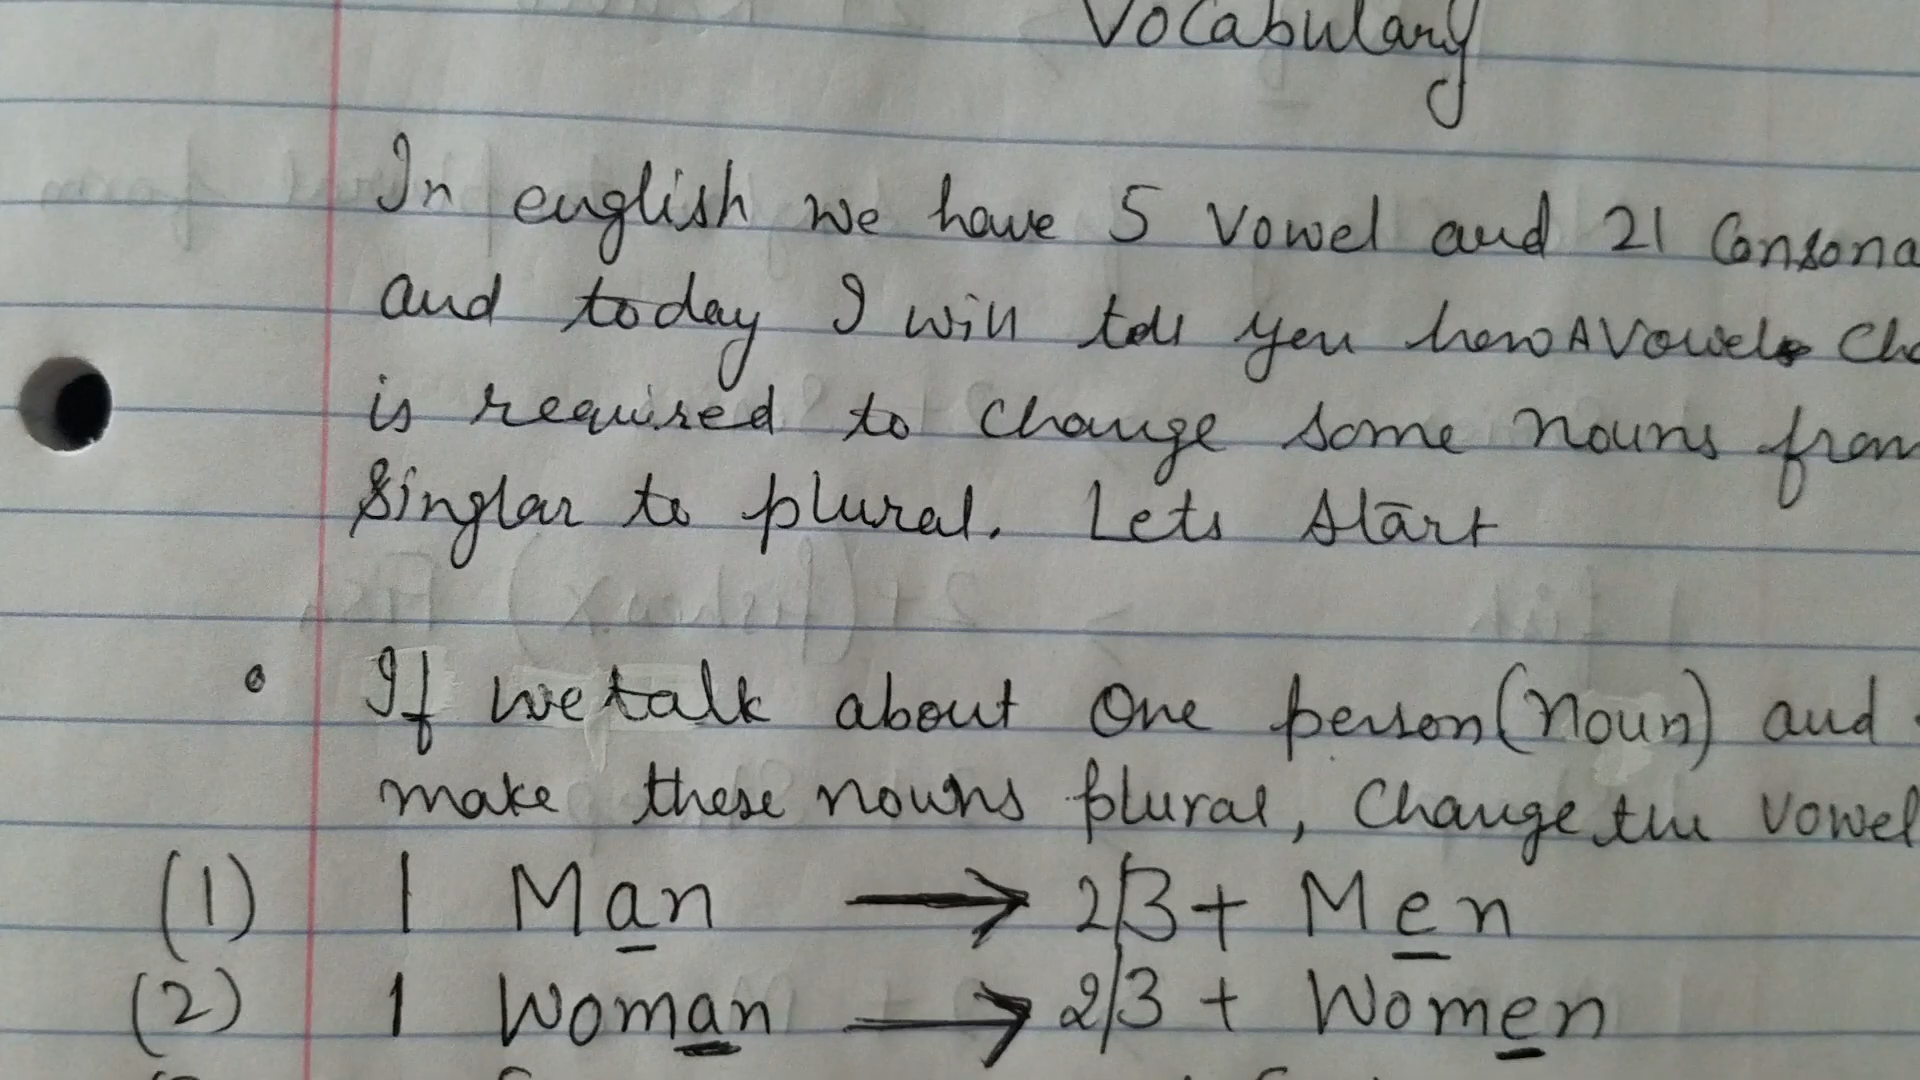 Vocabulary
In english we have 5 Vowel and 21 Consona
and today I will tell you how A Vowel Cha
is required to change some nouns from
Singlar to plural. Lets start
• If we talk about One person (noun) and
make these nouns plural, Change the vowel
(1) 1 Man → 2/3+ Men
(2) 1 Woman → 2/3 + Women